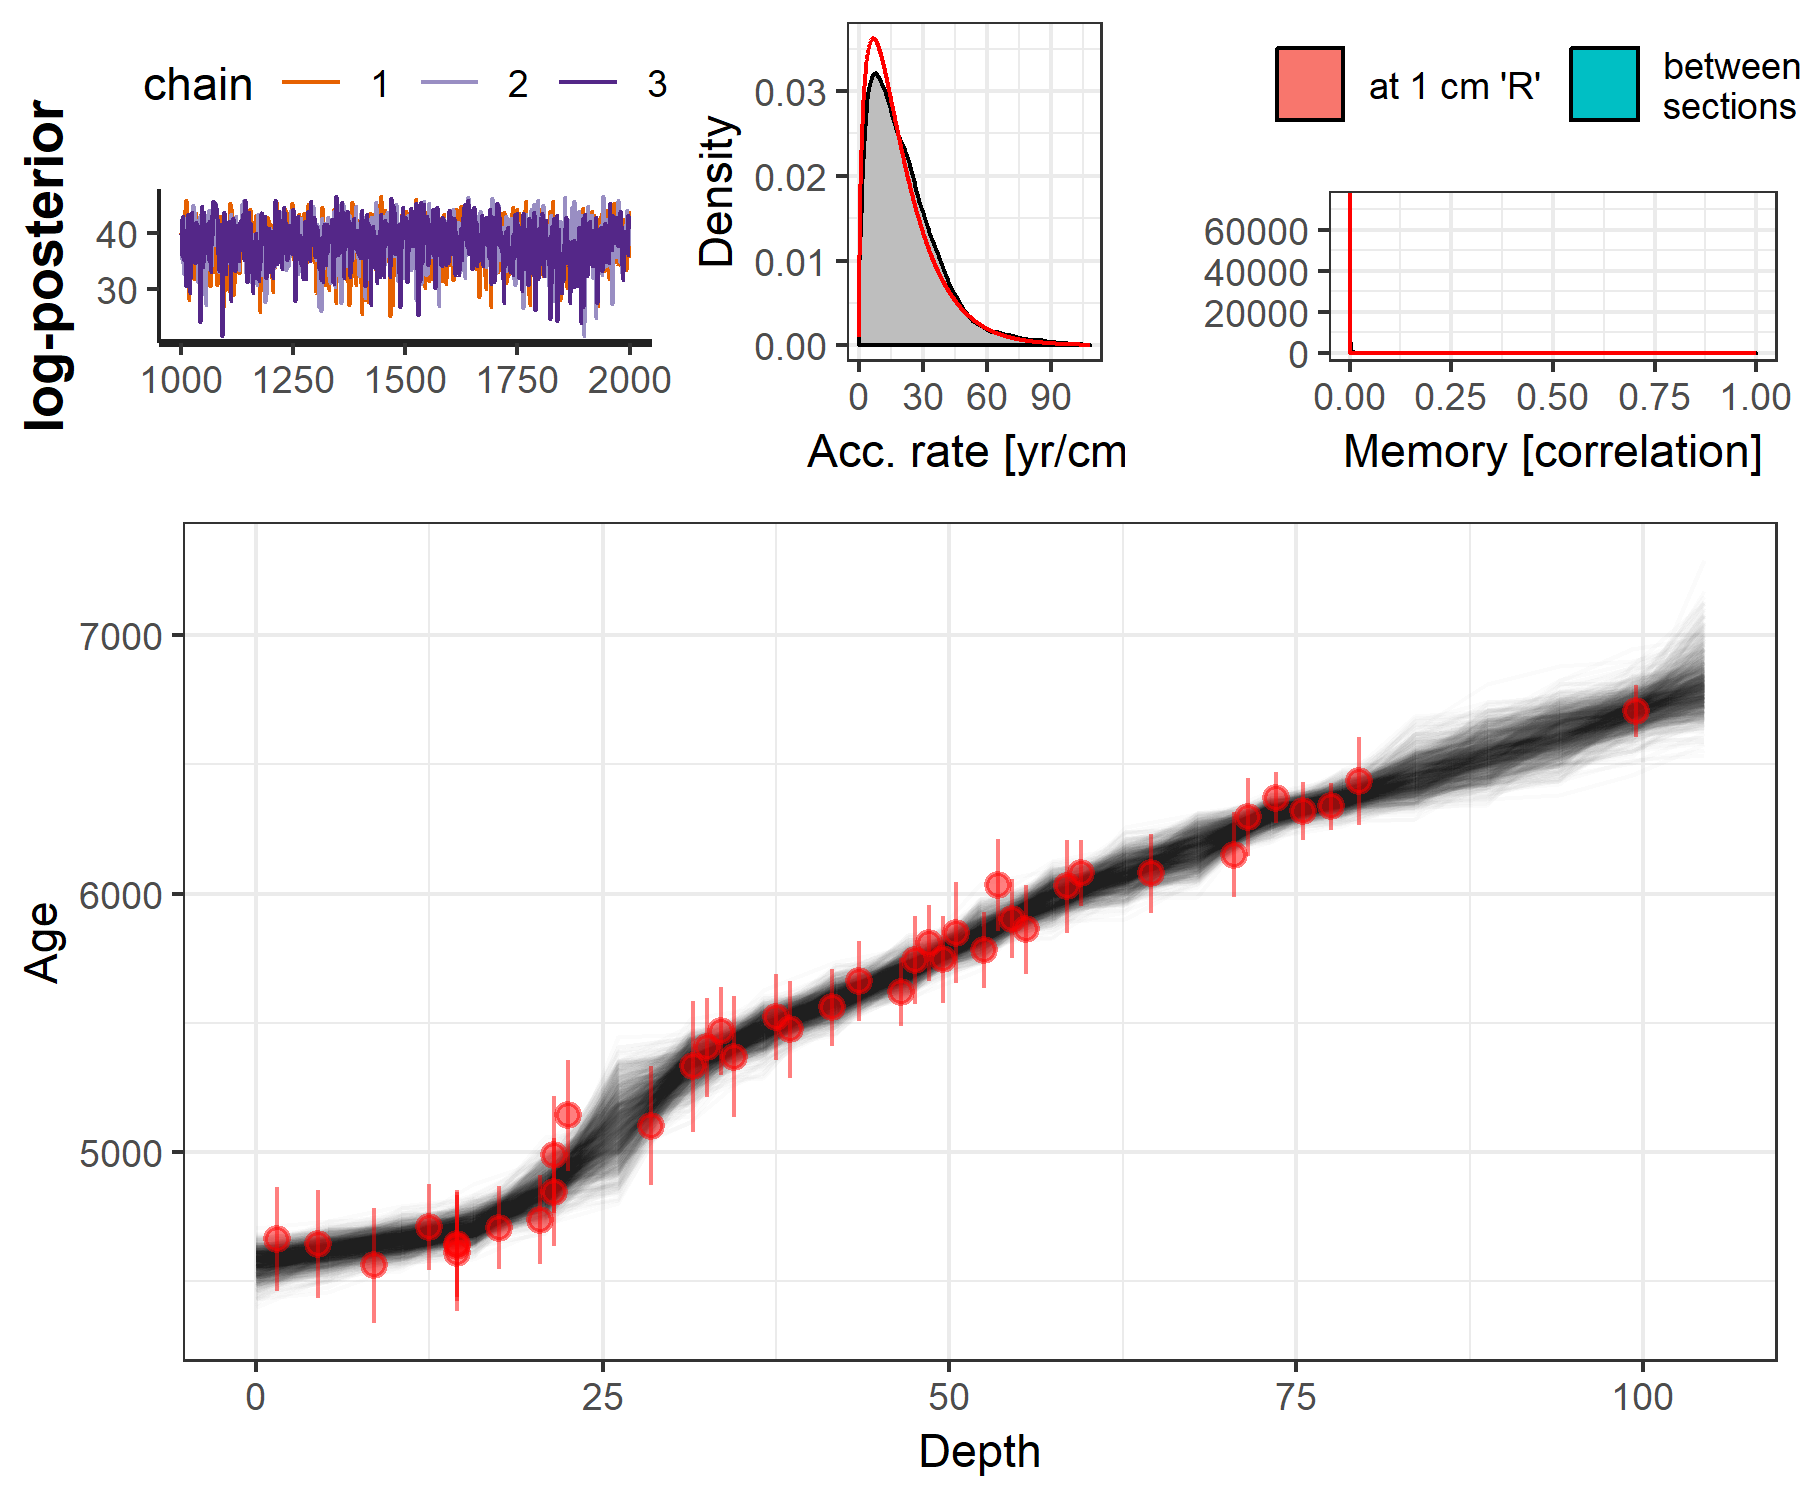 chain 1 2 3
log-posterior
40
30
1000 1250 1500 1750 2000
Density
0.03
0.02
0.01
0.00
0 30 60 90
Acc. rate [yr/cm
at 1 cm 'R'
between
sections
60000
40000
20000
0
0.00 0.25 0.50 0.75 1.00
Memory [correlation]
Age
7000
6000
5000
0 25 50 75 100
Depth